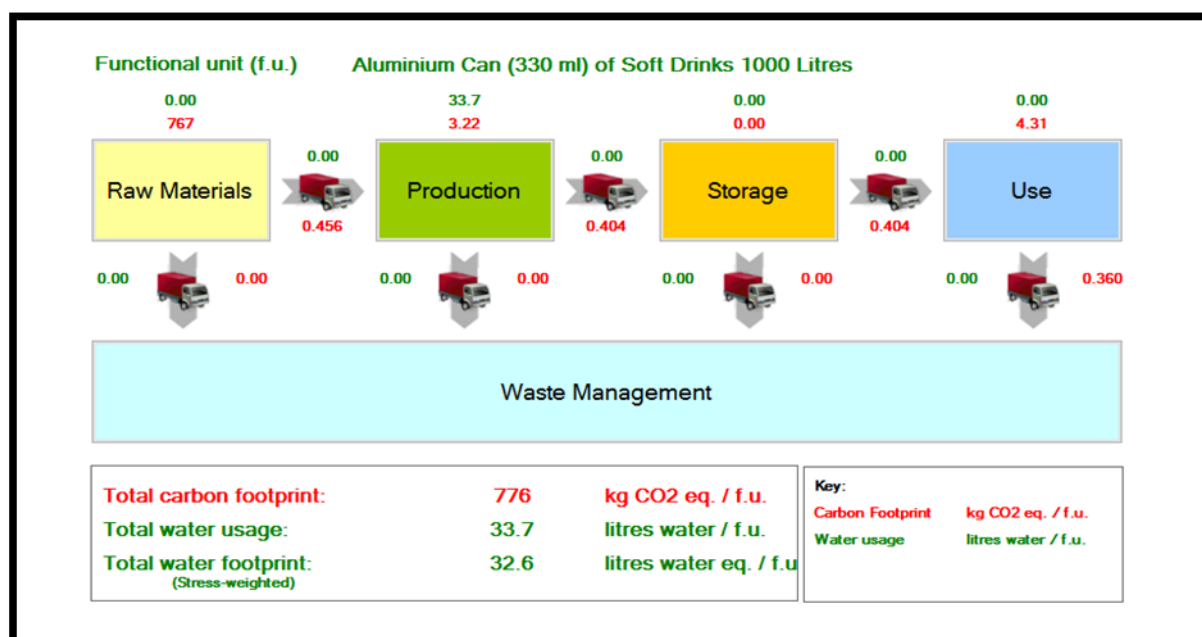 Functional unit (f.u.) Aluminium Can (330 ml) of Soft Drinks 1000 Litres
0.00 33.7 0.00 0.00
767 3.22 0.00 4.31
0.00 0.00 0.00
Raw Materials Production Storage Use
0.456 0.404 0.404
0.00 0.00 0.00 0.00 0.00 0.00 0.00 0.360
Waste Management
Total carbon footprint: 776 kg CO2 eq. / f.u.
Total water usage: 33.7 litres water / f.u.
Total water footprint: 32.6 litres water eq. / f.u
(Stress-weighted)
Key:
Carbon Footprint kg CO2 eq. / f.u.
Water usage litres water / f.u.